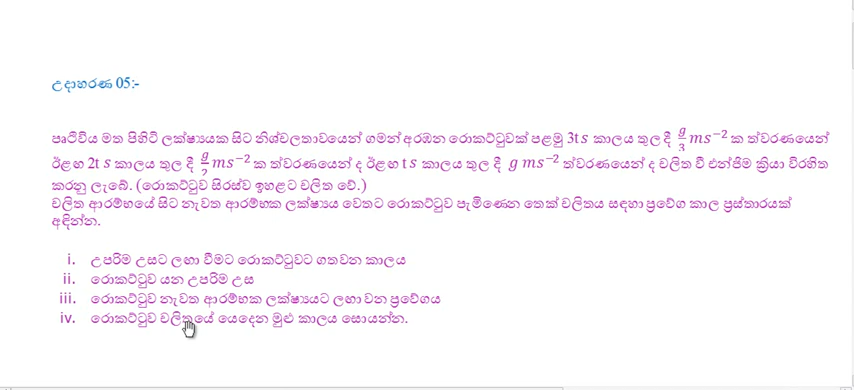 උදාහරණ 05:-
පෘථිවිය මත පිහිටි ලක්ෂ්‍යයක සිට නිශ්චලතාවයෙන් ගමන් අරඹන රොකට්ටුවක් පළමු 3t s කාලය තුල දී g/3 ms⁻² ක ත්වරණයෙන්
ඊළඟ 2t s කාලය තුල දී g/2 ms⁻² ක ත්වරණයෙන් ද ඊළඟ t s කාලය තුල දී g ms⁻² ත්වරණයෙන් ද චලිත වී එන්ජිම ක්‍රියා විරහිත
කරනු ලැබේ. (රොකට්ටුව සිරස්ව ඉහළට චලිත වේ.)
චලිත ආරම්භයේ සිට නැවත ආරම්භක ලක්ෂ්‍යය වෙතට රොකට්ටුව පැමිණෙන තෙක් චලිතය සඳහා ප්‍රවේග කාල ප්‍රස්තාරයක්
අඳින්න.
i. උපරිම උසට ලඟා වීමට රොකට්ටුවට ගතවන කාලය
ii. රොකට්ටුව යන උපරිම උස
iii. රොකට්ටුව නැවත ආරම්භක ලක්ෂ්‍යයට ලඟා වන ප්‍රවේගය
iv. රොකට්ටුව චලිතයේ යෙදෙන මුළු කාලය සොයන්න.